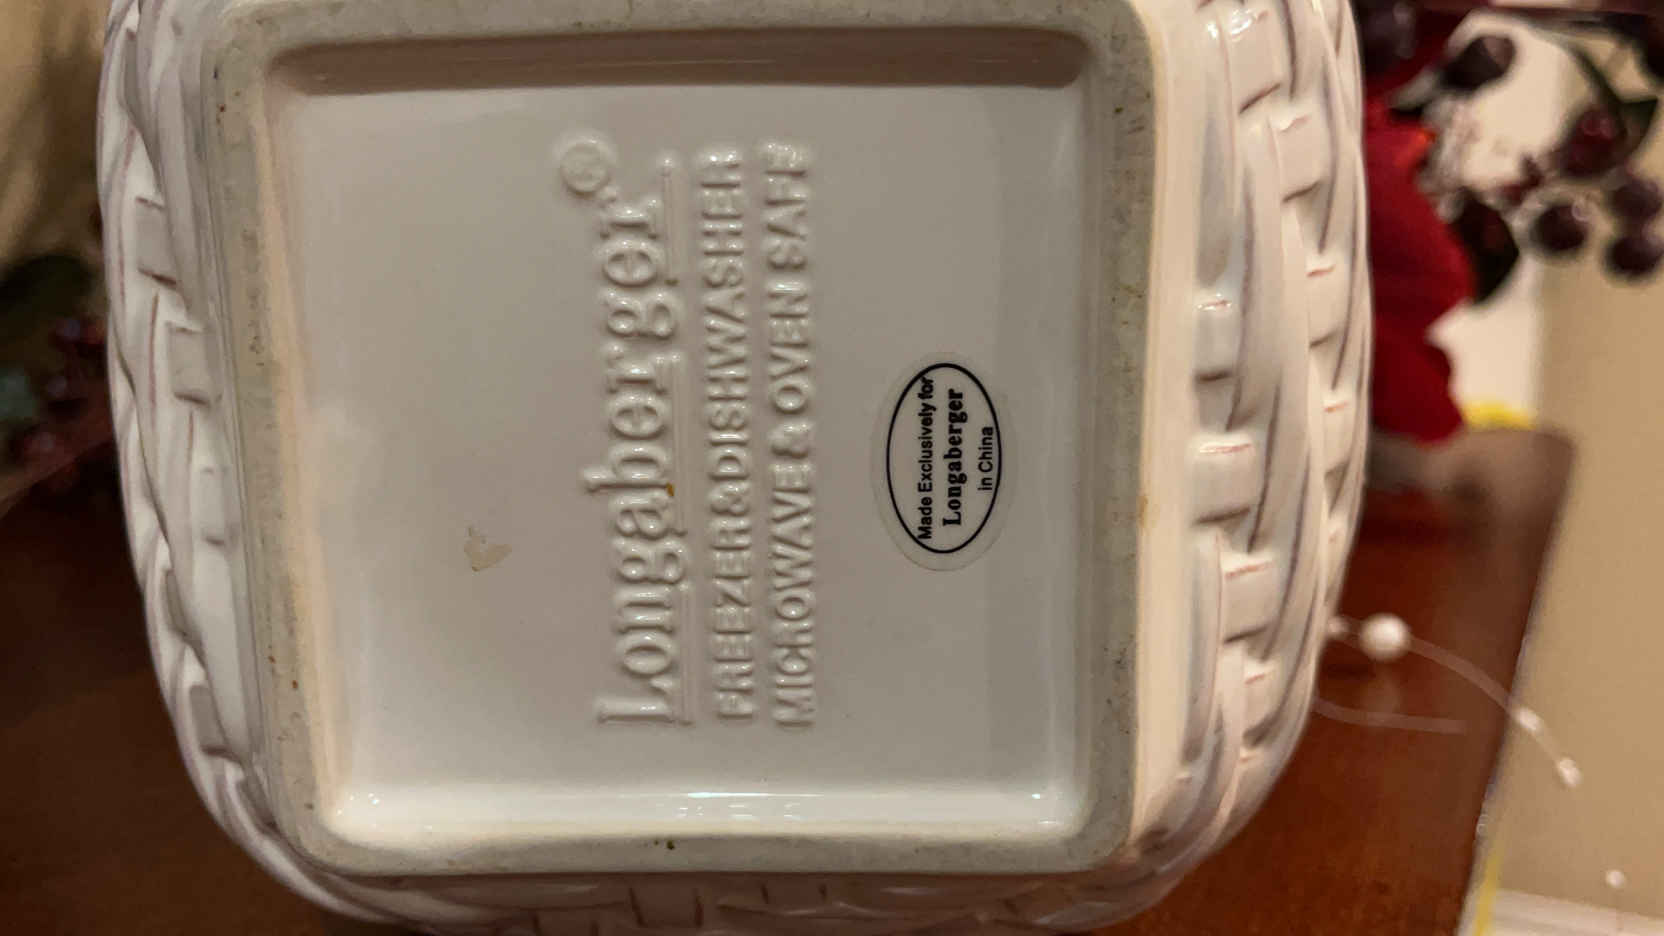 Longaberger®
FREEZER & DISHWASHER
MICROWAVE & OVEN SAFE
Made Exclusively for
Longaberger
in China